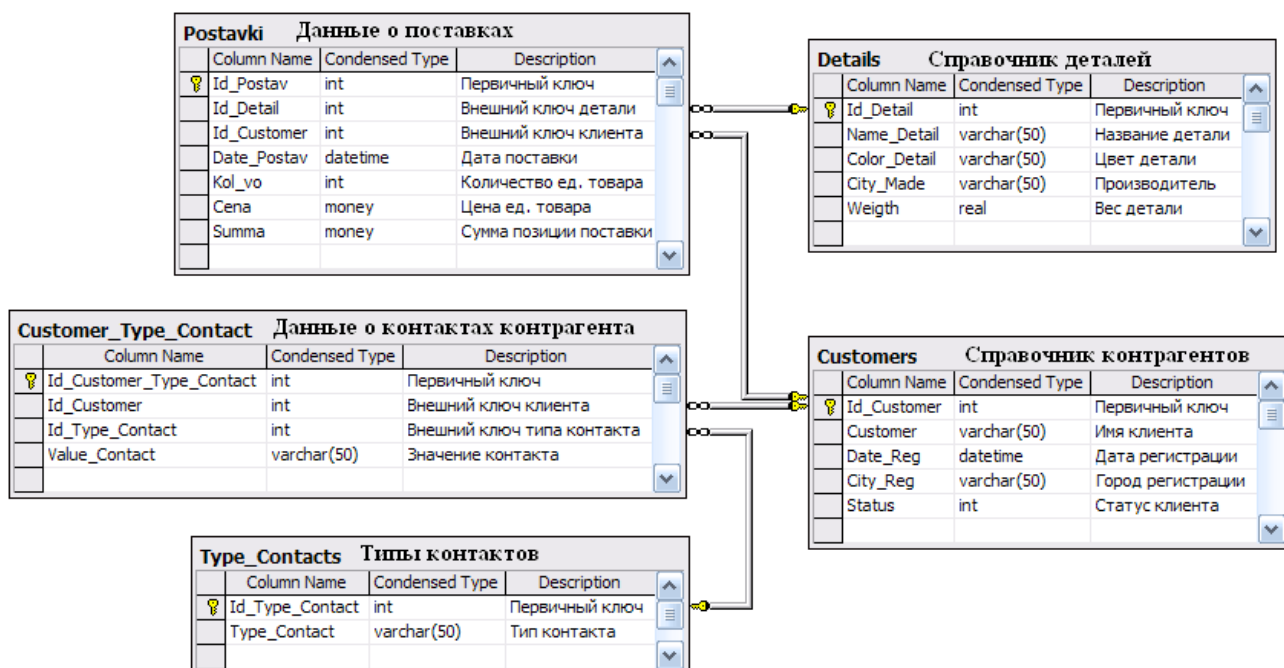 Postavki Данные о поставках
Column Name Condensed Type Description
Id_Postav int Первичный ключ
Id_Detail int Внешний ключ детали
Id_Customer int Внешний ключ клиента
Date_Postav datetime Дата поставки
Kol_vo int Количество ед. товара
Cena money Цена ед. товара
Summa money Сумма позиции поставки
Details Справочник деталей
Column Name Condensed Type Description
Id_Detail int Первичный ключ
Name_Detail varchar(50) Название детали
Color_Detail varchar(50) Цвет детали
City_Made varchar(50) Производитель
Weigth real Вес детали
Customer_Type_Contact Данные о контактах контрагента
Column Name Condensed Type Description
Id_Customer_Type_Contact int Первичный ключ
Id_Customer int Внешний ключ клиента
Id_Type_Contact int Внешний ключ типа контакта
Value_Contact varchar(50) Значение контакта
Customers Справочник контрагентов
Column Name Condensed Type Description
Id_Customer int Первичный ключ
Customer varchar(50) Имя клиента
Date_Reg datetime Дата регистрации
City_Reg varchar(50) Город регистрации
Status int Статус клиента
Type_Contacts Типы контактов
Column Name Condensed Type Description
Id_Type_Contact int Первичный ключ
Type_Contact varchar(50) Тип контакта